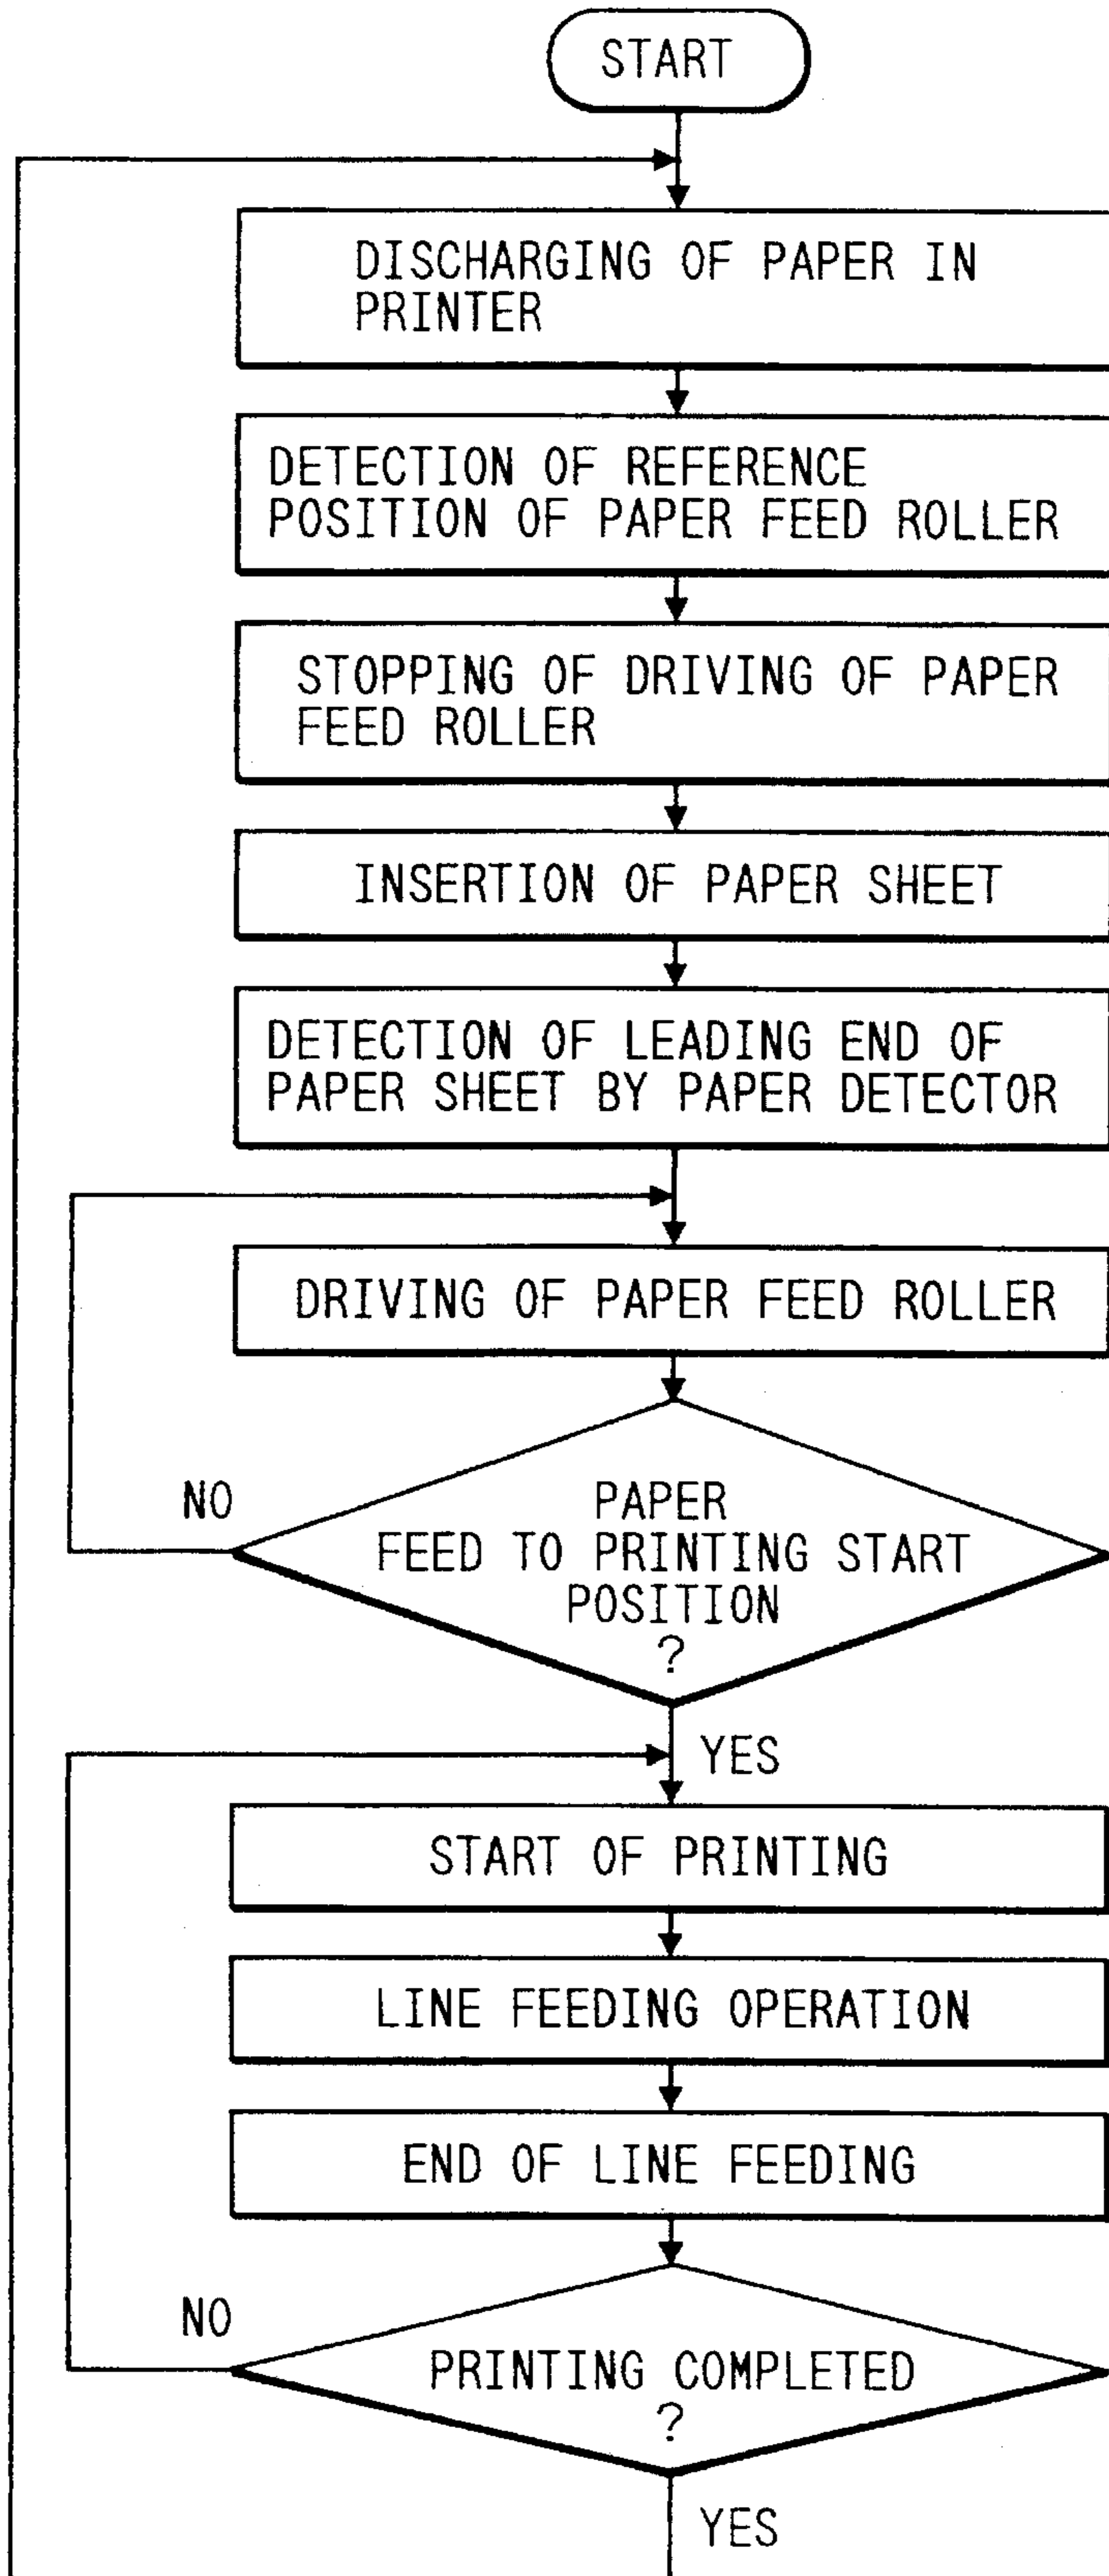 START
DISCHARGING OF PAPER IN
PRINTER
DETECTION OF REFERENCE
POSITION OF PAPER FEED ROLLER
STOPPING OF DRIVING OF PAPER
FEED ROLLER
INSERTION OF PAPER SHEET
DETECTION OF LEADING END OF
PAPER SHEET BY PAPER DETECTOR
DRIVING OF PAPER FEED ROLLER
NO
PAPER
FEED TO PRINTING START
POSITION
?
YES
START OF PRINTING
LINE FEEDING OPERATION
END OF LINE FEEDING
NO
PRINTING COMPLETED
?
YES